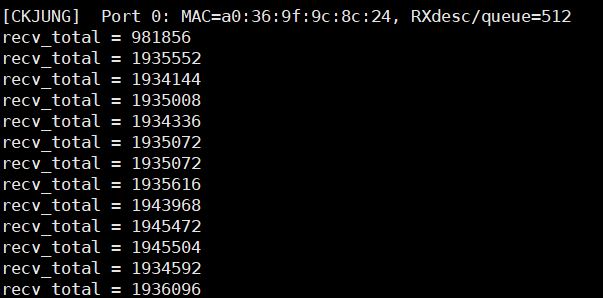 [CKJUNG]  Port 0: MAC=a0:36:9f:9c:8c:24, RXdesc/queue=512
recv_total = 981856
recv_total = 1935552
recv_total = 1934144
recv_total = 1935008
recv_total = 1934336
recv_total = 1935072
recv_total = 1935072
recv_total = 1935616
recv_total = 1943968
recv_total = 1945472
recv_total = 1945504
recv_total = 1934592
recv_total = 1936096